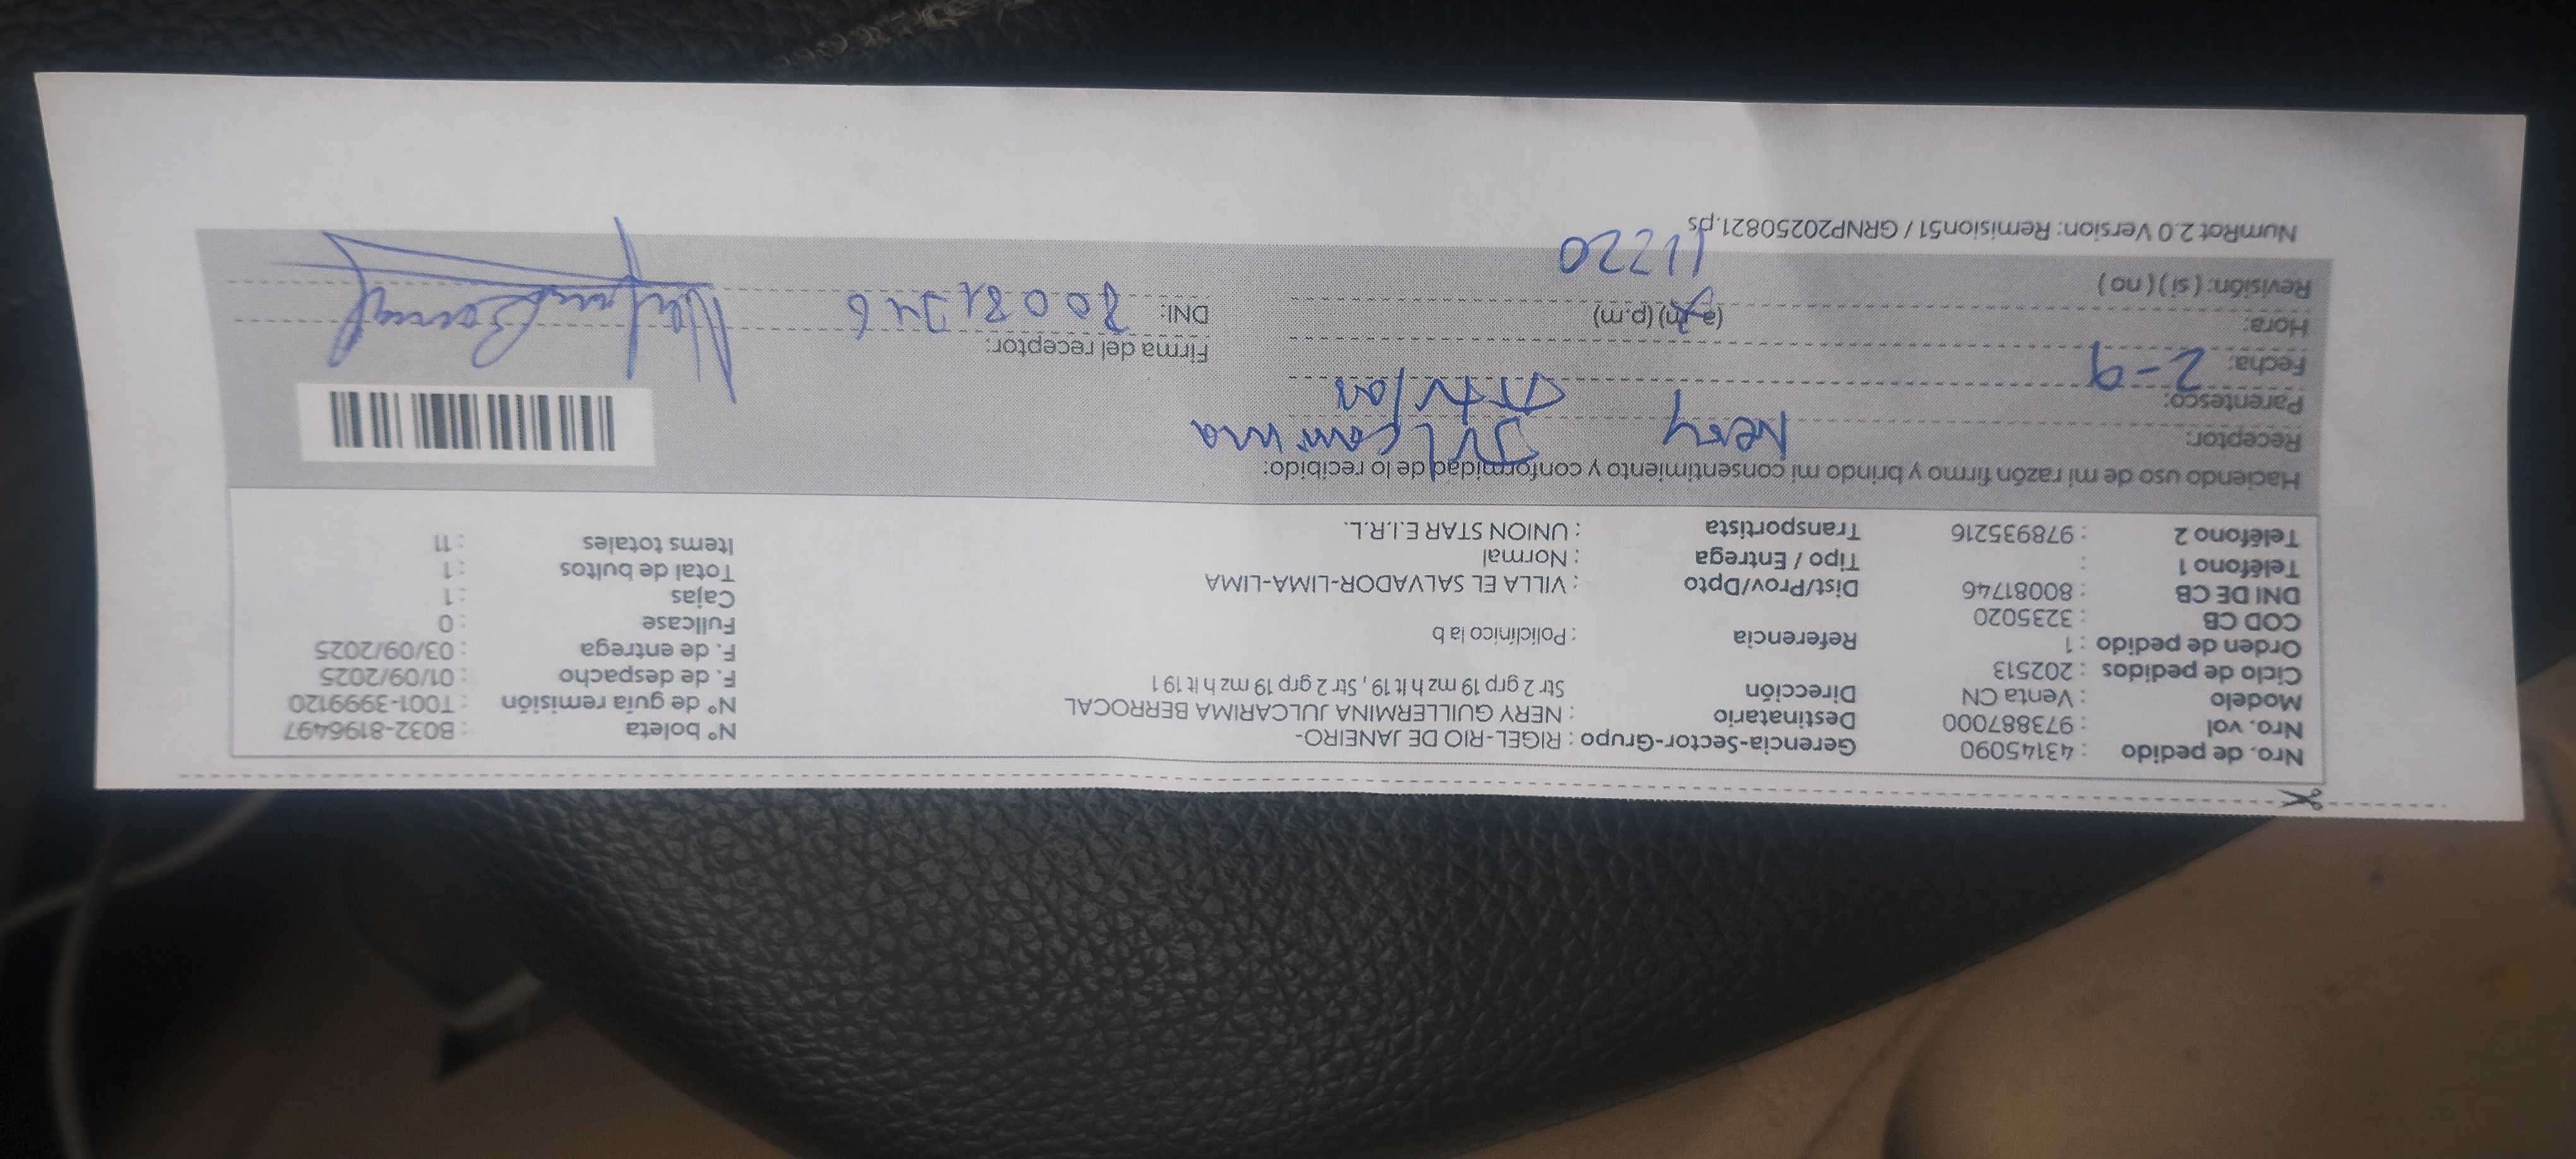 Nro. de pedido : 43145090 Gerencia-Sector-Grupo : RIGEL-RIO DE JANEIRO- N° boleta : B032-8196497
Nro. vol : 973887000 Destinatario : NERY GUILLERMINA JULCARIMA BERROCAL N° de guía remisión : T001-3999120
Modelo : Venta CN Dirección Str 2 grp 19 mz h lt 19 , Str 2 grp 19 mz h lt 19 1 F. de despacho : 01/09/2025
Ciclo de pedidos : 202513 F. de entrega : 03/09/2025
Orden de pedido : 1 Referencia : Policlínico la b Fullcase : 0
COD CB : 3235020 Cajas : 1
DNI DE CB : 80081746 Dist/Prov/Dpto : VILLA EL SALVADOR-LIMA-LIMA Total de bultos : 1
Teléfono 1 : Tipo / Entrega : Normal Items totales : 11
Teléfono 2 : 978935216 Transportista : UNION STAR E.I.R.L.
Haciendo uso de mi razón firmo y brindo mi consentimiento y conformidad de lo recibido:
Receptor: Nery Julcarima
Parentesco: titular
Fecha: 2-9 Firma del receptor:
Hora: (a.m) (p.m) DNI: 80081746
Revisión: ( si ) ( no ) 11220
NumRot 2.0 Version: Remision51 / GRNP20250821.ps